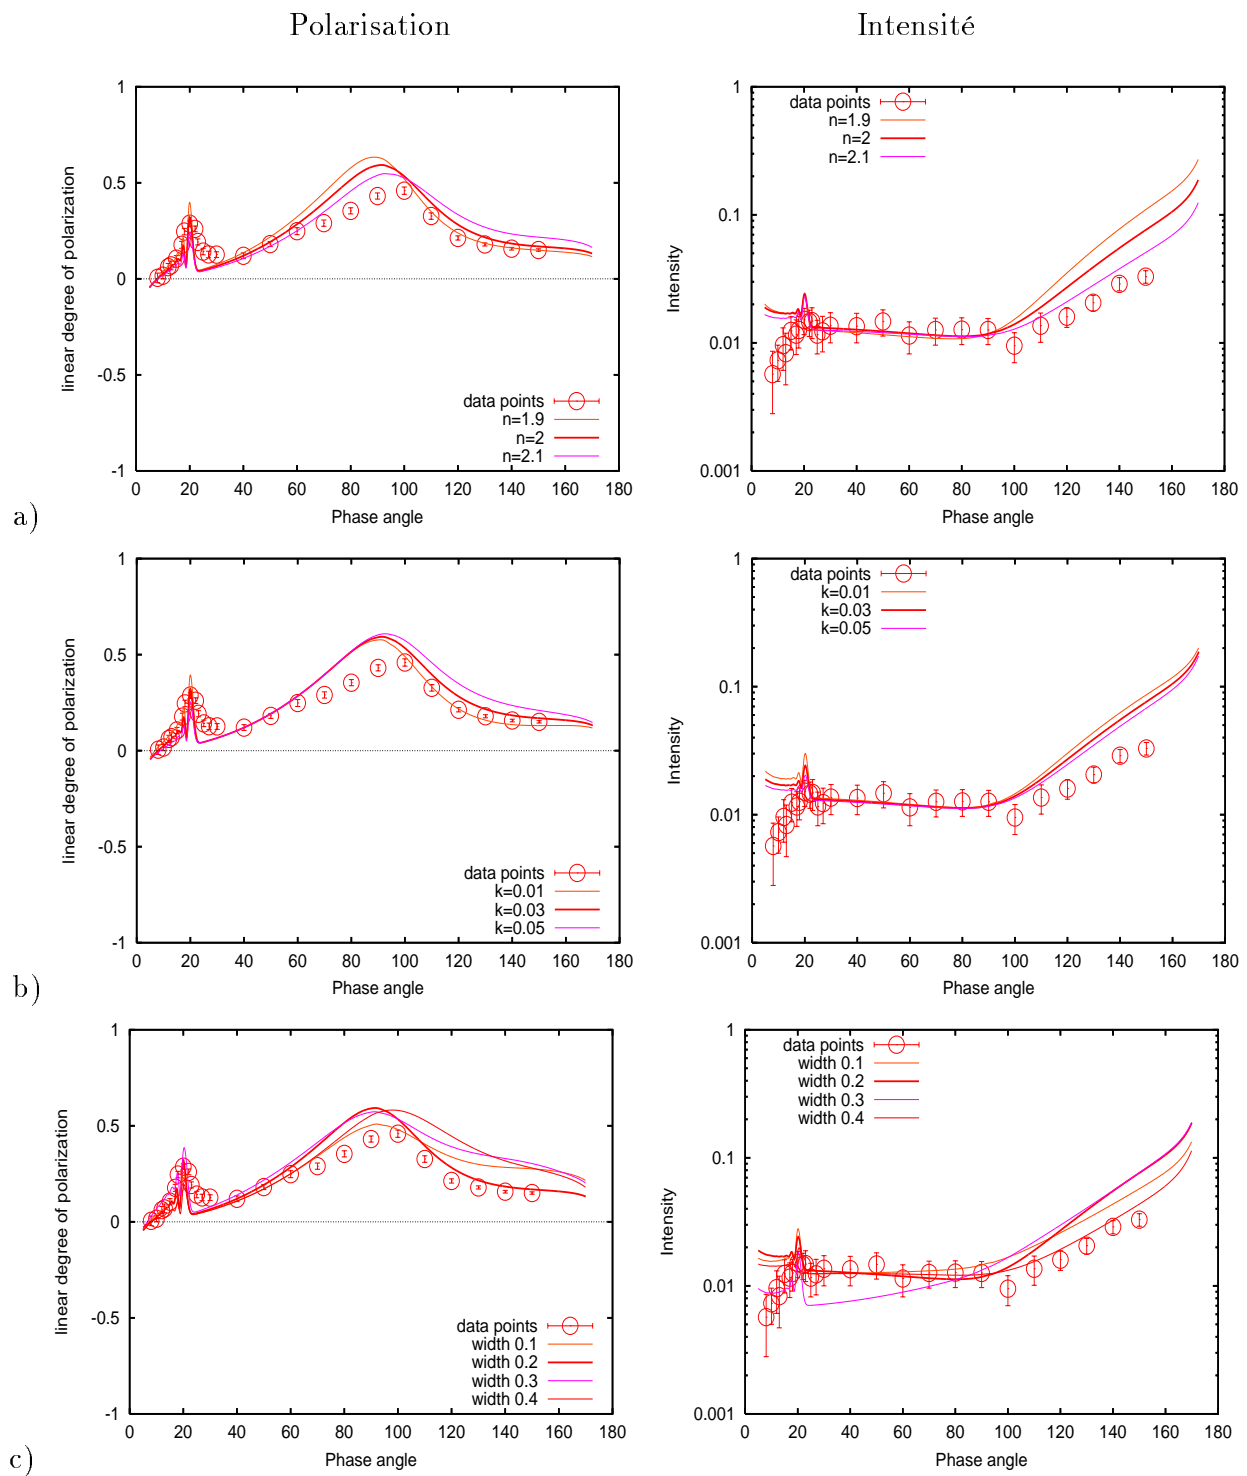 Polarisation
Intensité
1
0.5
0
-0.5
-1
0 20 40 60 80 100 120 140 160 180
linear degree of polarization
Phase angle
data points
n=1.9
n=2
n=2.1
1
0.1
0.01
0.001
0 20 40 60 80 100 120 140 160 180
Intensity
Phase angle
data points
n=1.9
n=2
n=2.1
a)
1
0.5
0
-0.5
-1
0 20 40 60 80 100 120 140 160 180
linear degree of polarization
Phase angle
data points
k=0.01
k=0.03
k=0.05
1
0.1
0.01
0.001
0 20 40 60 80 100 120 140 160 180
Intensity
Phase angle
data points
k=0.01
k=0.03
k=0.05
b)
1
0.5
0
-0.5
-1
0 20 40 60 80 100 120 140 160 180
linear degree of polarization
Phase angle
data points
width 0.1
width 0.2
width 0.3
width 0.4
1
0.1
0.01
0.001
0 20 40 60 80 100 120 140 160 180
Intensity
Phase angle
data points
width 0.1
width 0.2
width 0.3
width 0.4
c)